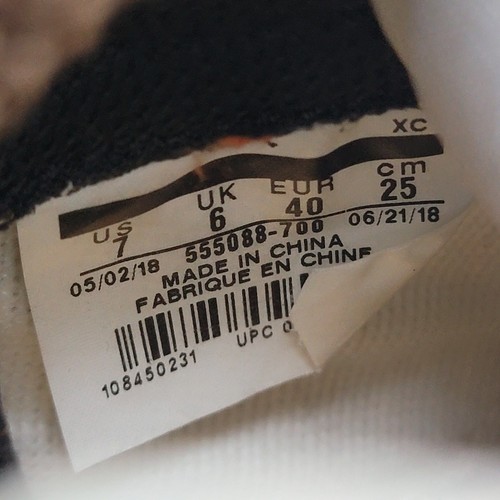 XC
US UK EUR cm
7 6 40 25
05/02/18 555088-700 06/21/18
MADE IN CHINA
FABRIQUE EN CHINE
UPC 0
108450231